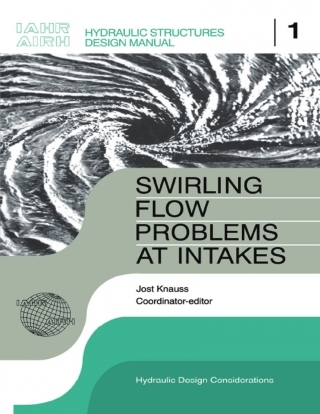 IAHR
AIRH
HYDRAULIC STRUCTURES
DESIGN MANUAL
1
SWIRLING
FLOW
PROBLEMS
AT INTAKES
Jost Knauss
Coordinator-editor
IAHR
AIRH
Hydraulic Design Considerations